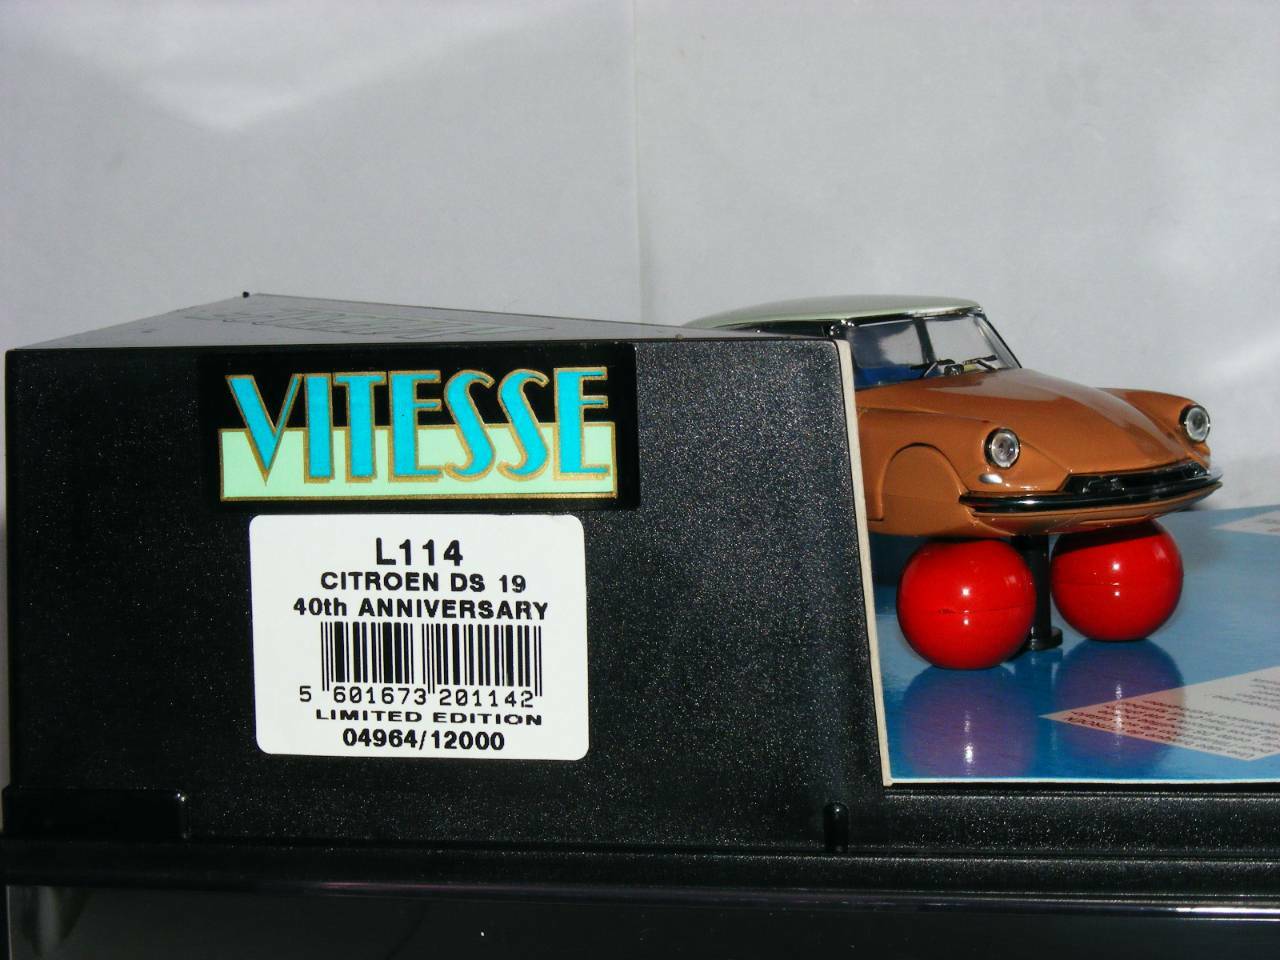 VITESSE
L114
CITROEN DS 19
40th ANNIVERSARY
5 601673 201142
LIMITED EDITION
04964/12000